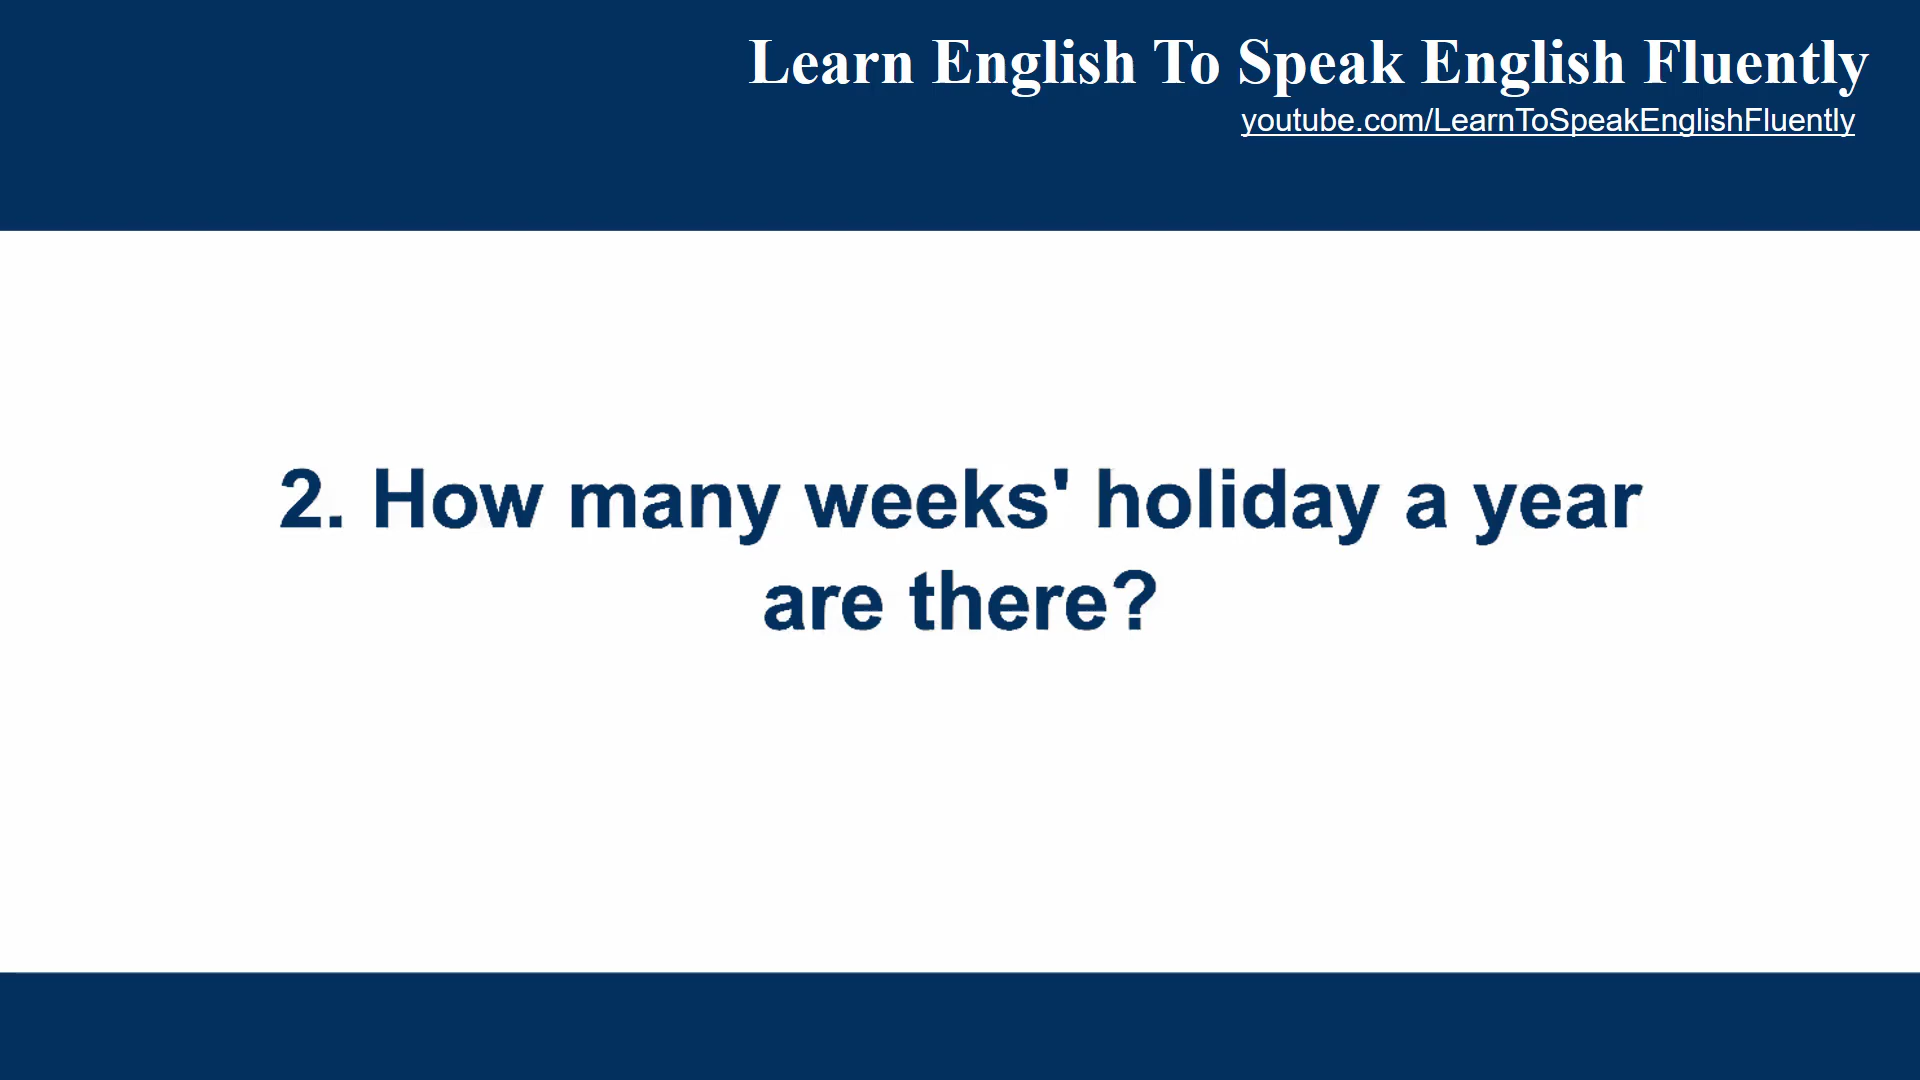 Learn English To Speak English Fluently
youtube.com/LearnToSpeakEnglishFluently
2. How many weeks' holiday a year
are there?